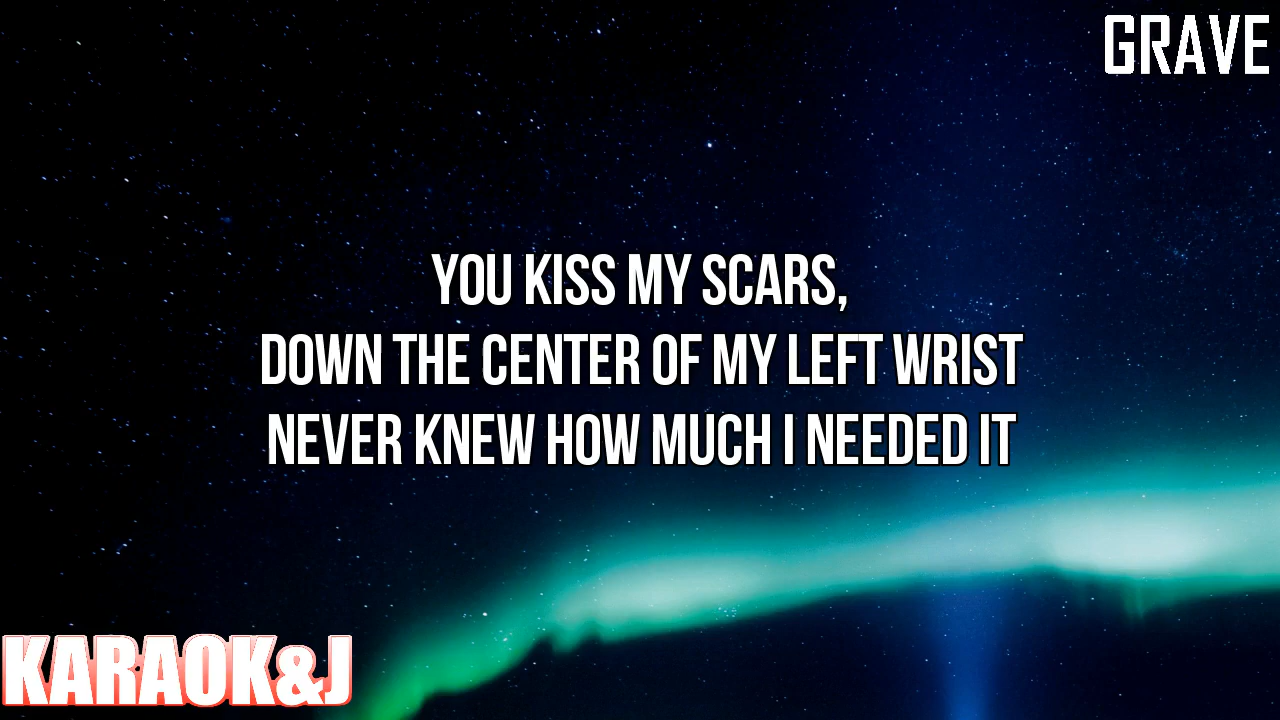 GRAVE
YOU KISS MY SCARS,
DOWN THE CENTER OF MY LEFT WRIST
NEVER KNEW HOW MUCH I NEEDED IT
KARAOK&J